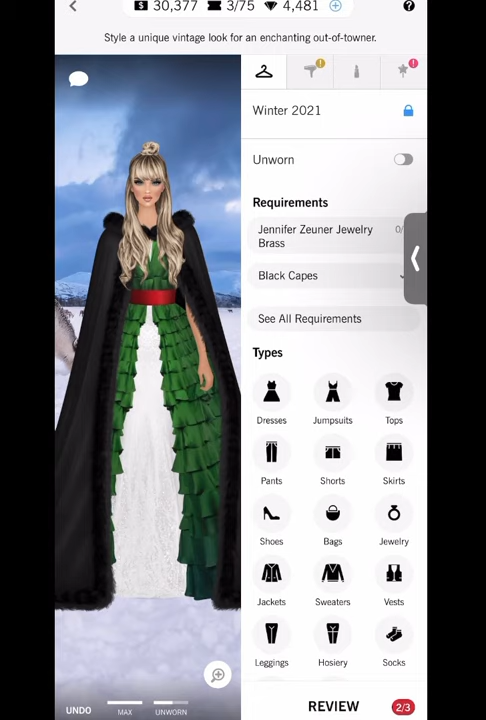 30,377 3/75 4,481
Style a unique vintage look for an enchanting out-of-towner.
Winter 2021
Unworn
Requirements
Jennifer Zeuner Jewelry 0/
Brass
Black Capes
See All Requirements
Types
Dresses Jumpsuits Tops
Pants Shorts Skirts
Shoes Bags Jewelry
Jackets Sweaters Vests
Leggings Hosiery Socks
UNDO MAX UNWORN REVIEW 2/3